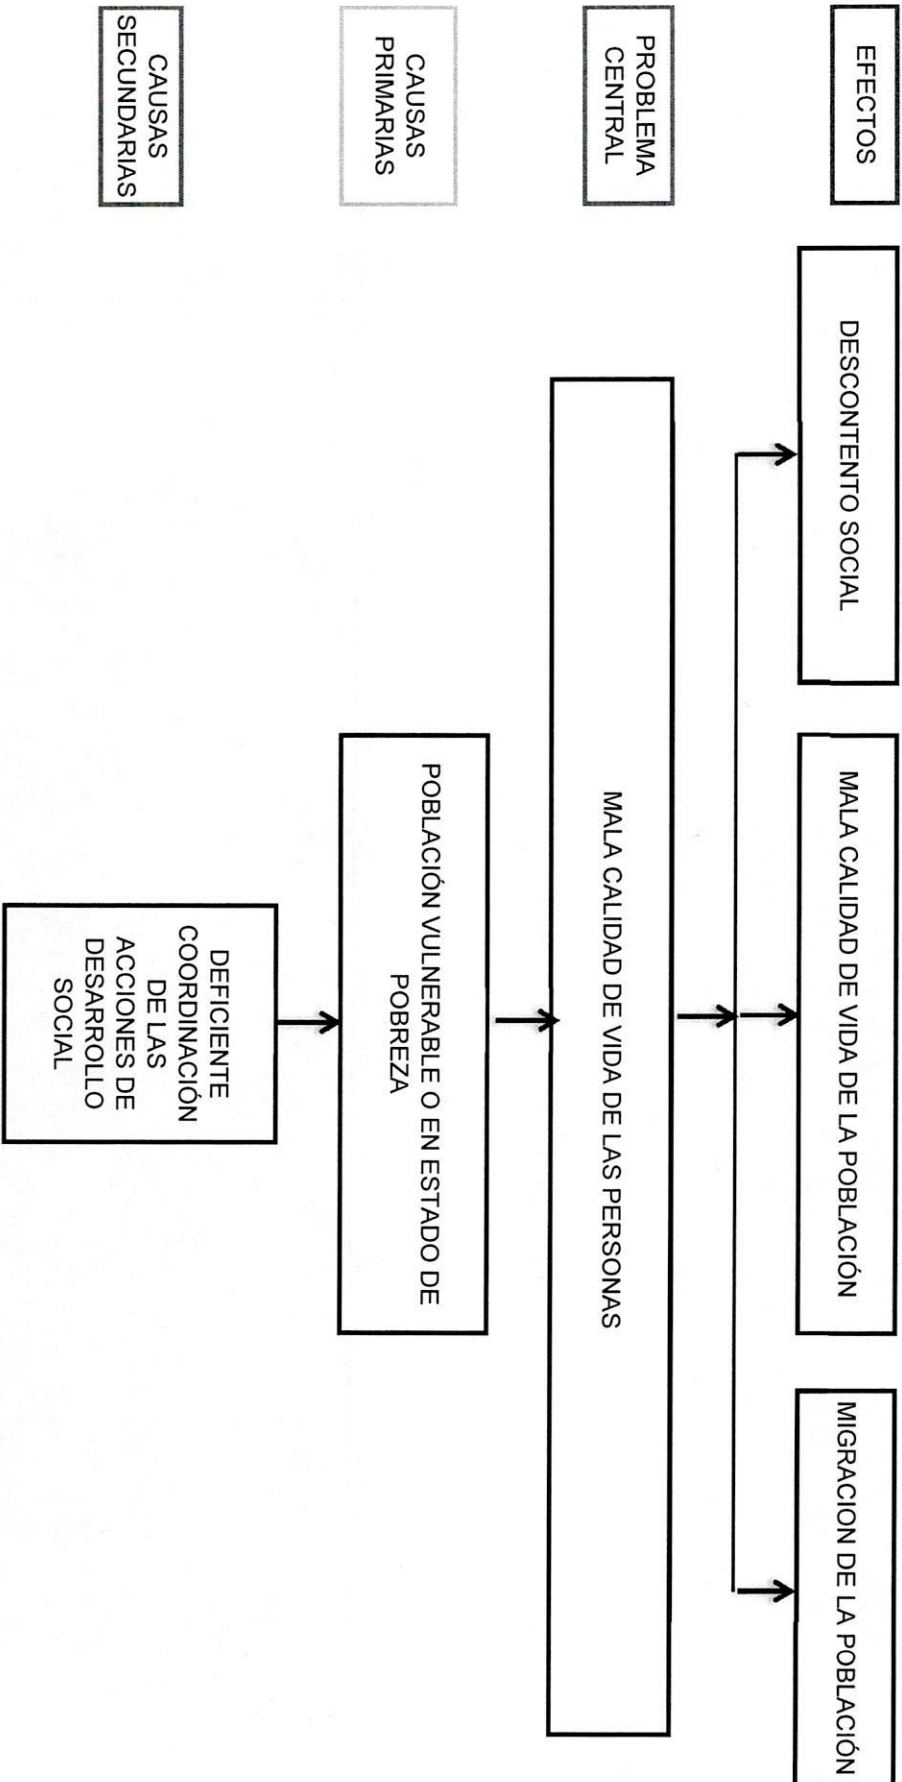 EFECTOS
DESCONTENTO SOCIAL
MALA CALIDAD DE VIDA DE LA POBLACIÓN
MIGRACION DE LA POBLACIÓN
PROBLEMA
CENTRAL
MALA CALIDAD DE VIDA DE LAS PERSONAS
CAUSAS
PRIMARIAS
POBLACIÓN VULNERABLE O EN ESTADO DE
POBREZA
CAUSAS
SECUNDARIAS
DEFICIENTE
COORDINACIÓN
DE LAS
ACCIONES DE
DESARROLLO
SOCIAL